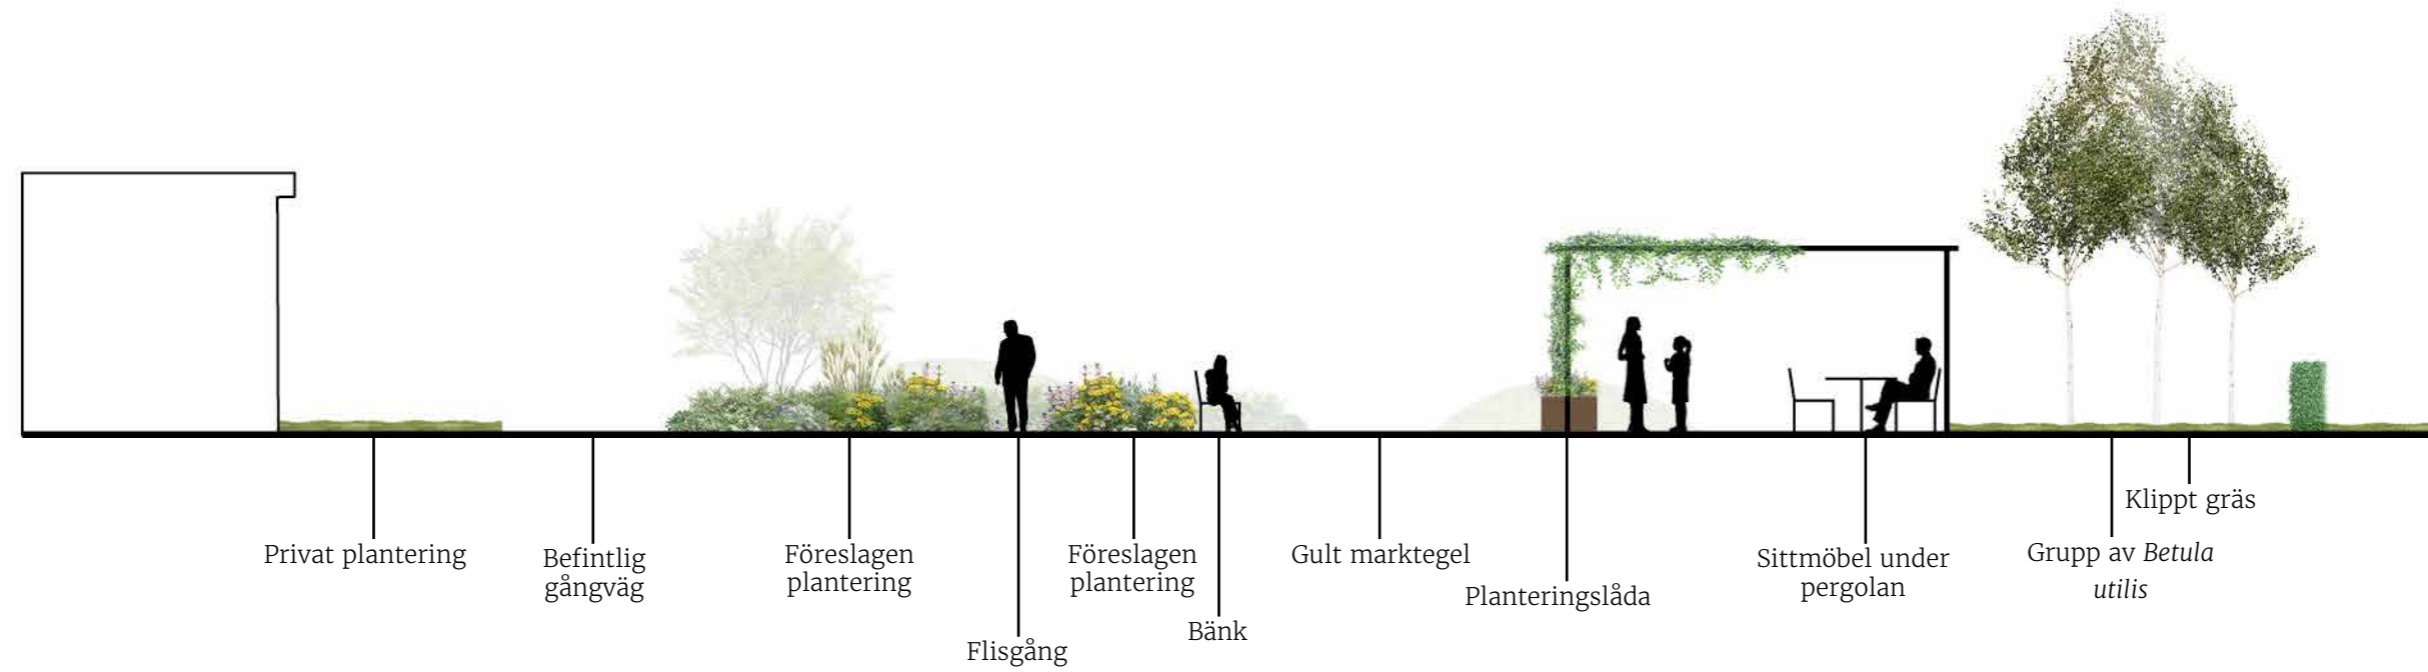 Privat plantering
Befintlig
gångväg
Föreslagen
plantering
Flisgång
Föreslagen
plantering
Bänk
Gult marktegel
Planteringslåda
Sittmöbel under
pergolan
Grupp av Betula
utilis
Klippt gräs